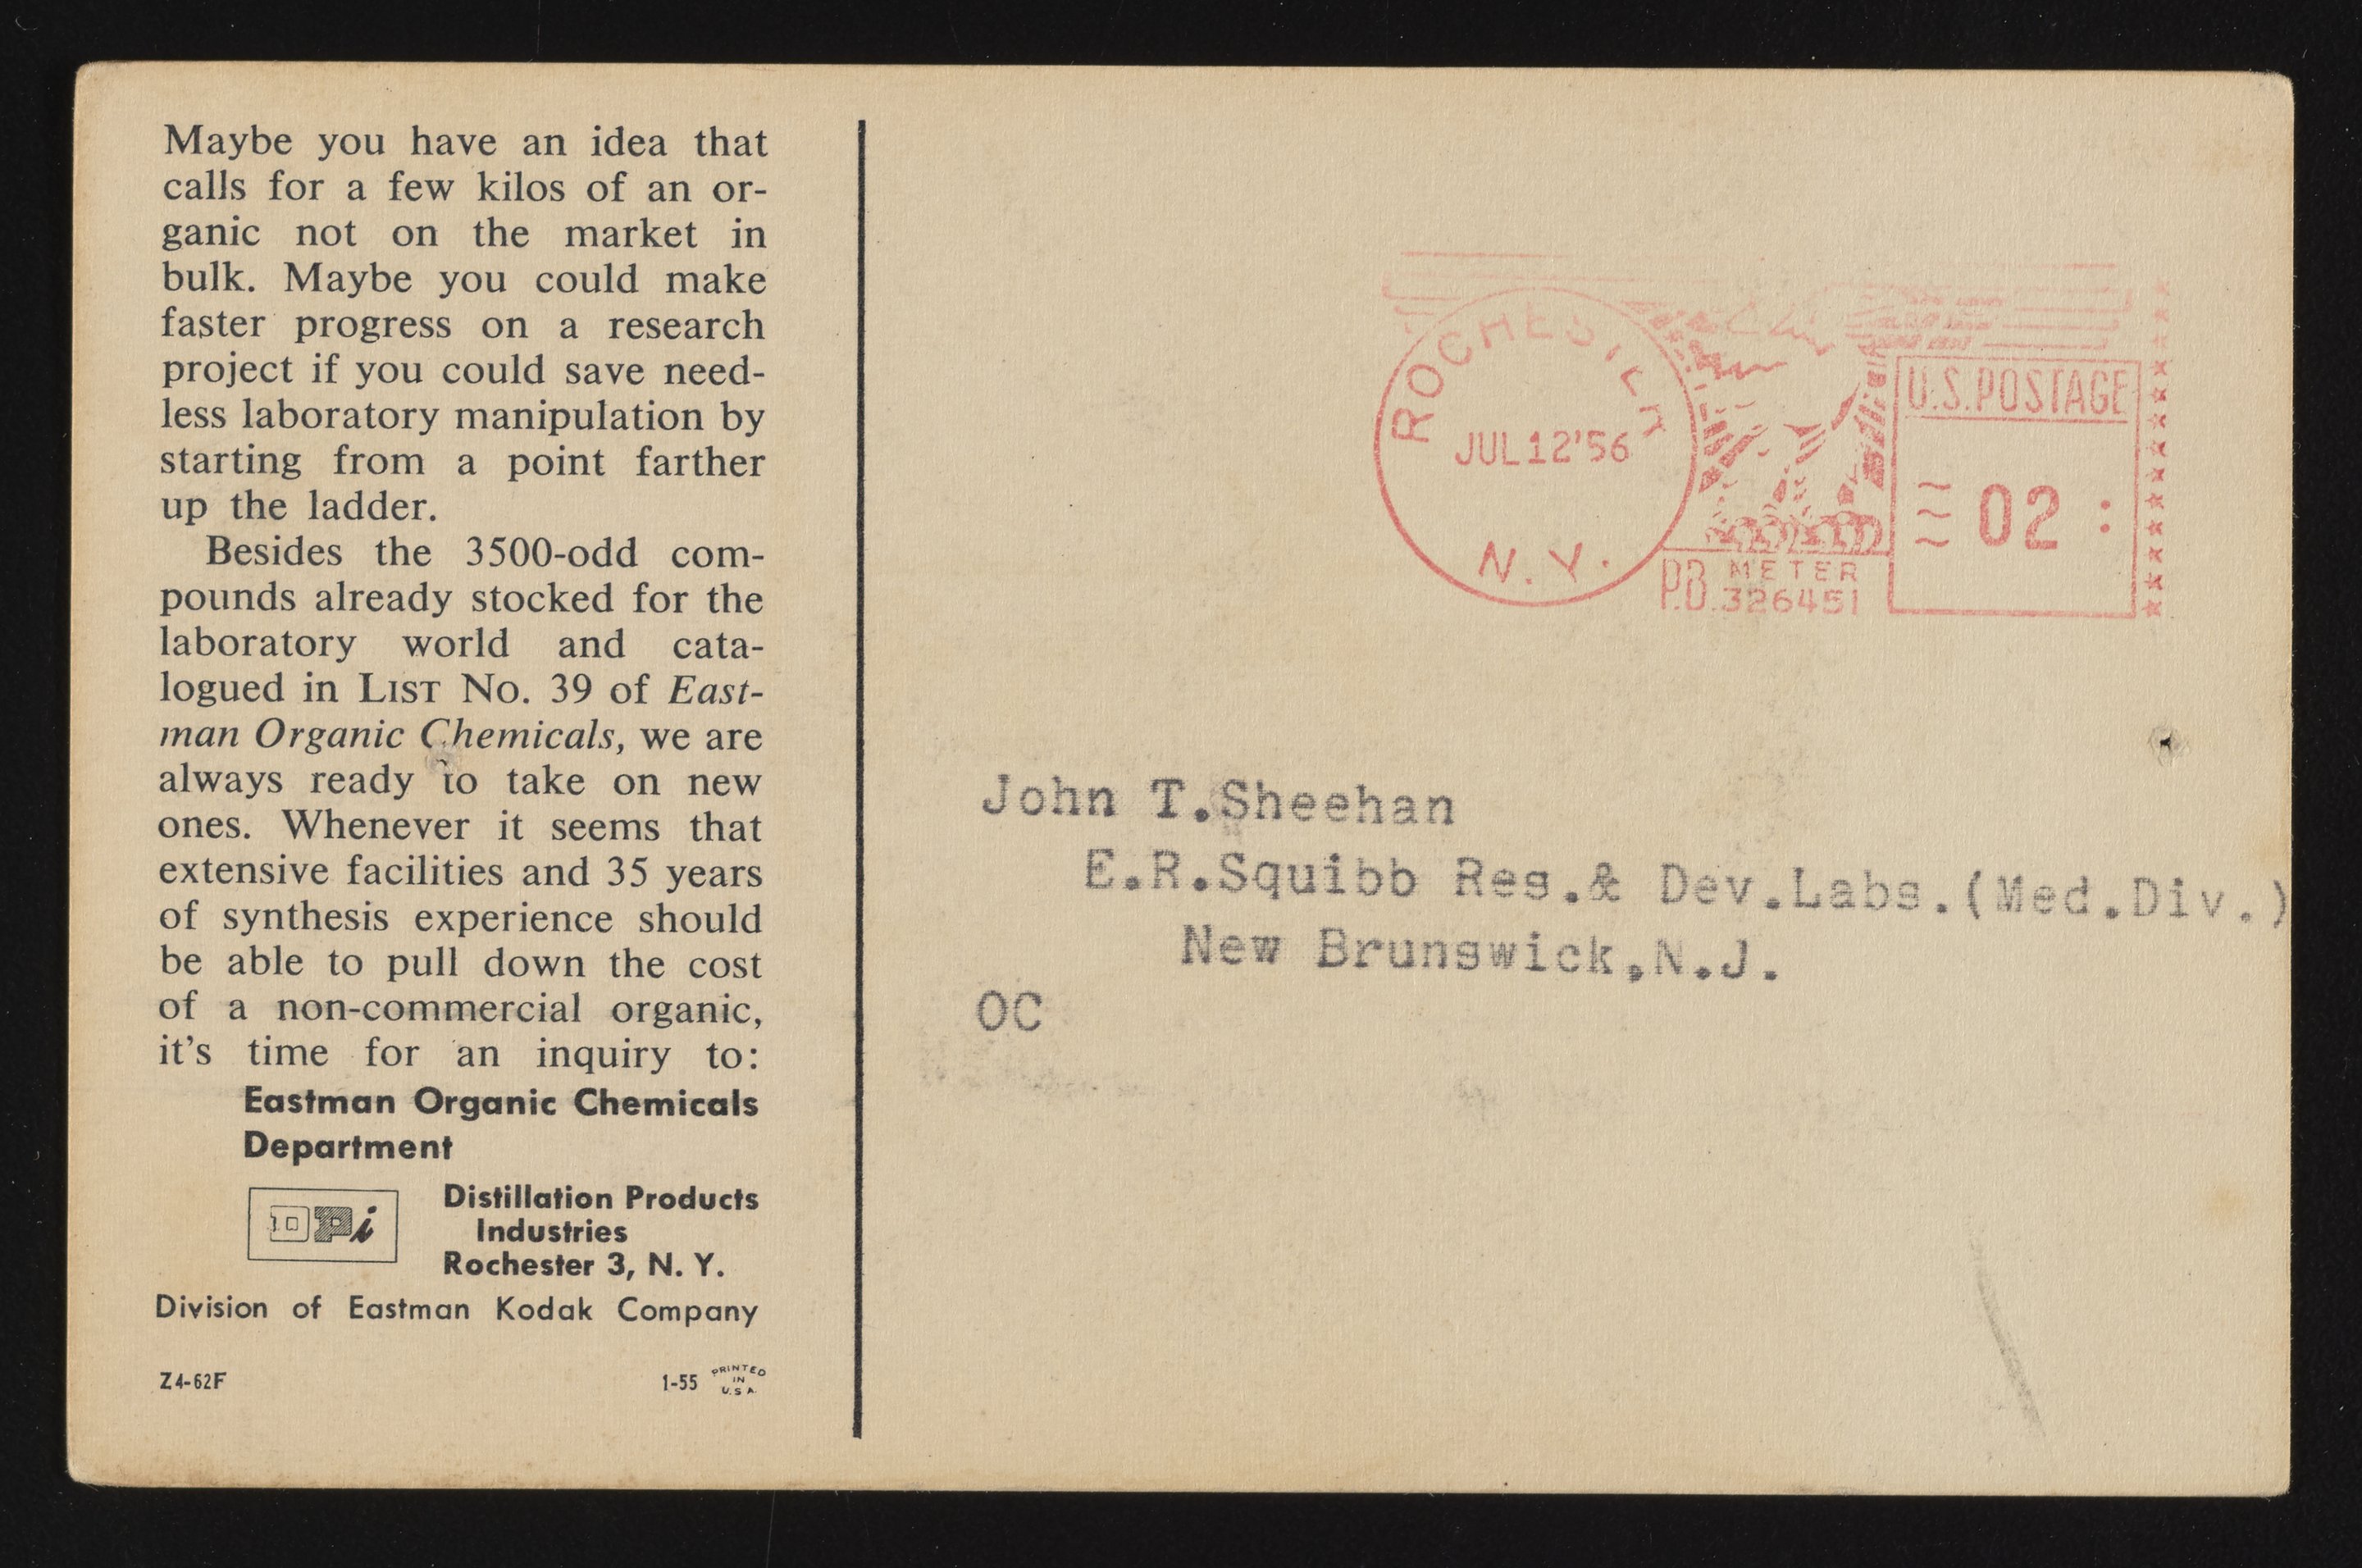 Maybe you have an idea that
calls for a few kilos of an or-
ganic not on the market in
bulk. Maybe you could make
faster progress on a research
project if you could save need-
less laboratory manipulation by
starting from a point farther
up the ladder.
Besides the 3500-odd com-
pounds already stocked for the
laboratory world and cata-
logued in LIST NO. 39 of East-
man Organic Chemicals, we are
always ready to take on new
ones. Whenever it seems that
extensive facilities and 35 years
of synthesis experience should
be able to pull down the cost
of a non-commercial organic,
it's time for an inquiry to:
Eastman Organic Chemicals
Department
DPi
Distillation Products
Industries
Rochester 3, N. Y.
Division of Eastman Kodak Company
Z4-62F
1-55
PRINTED
IN
U.S.A.
ROCHESTER
JUL12'56
N.Y.
P.B. METER
326451
U.S.POSTAGE
02
John T.Sheehan
E.R.Squibb Res.& Dev.Labs.(Med.Div.)
New Brunswick,N.J.
OC